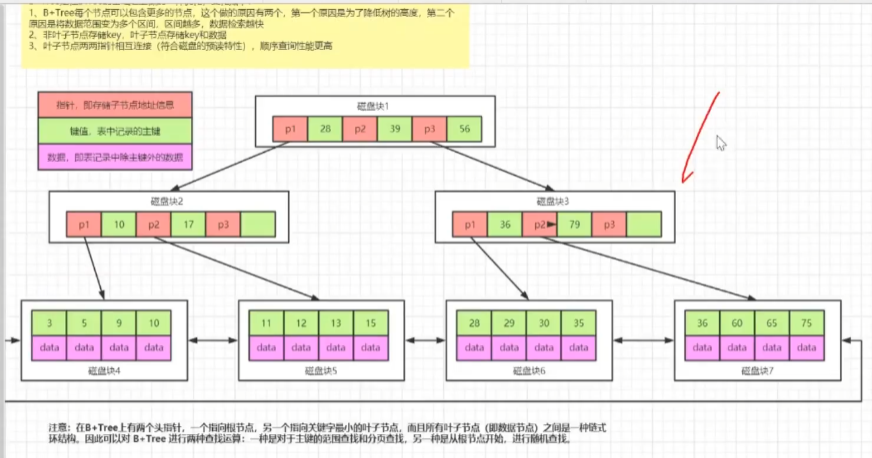 1、B+Tree每个节点可以包含更多的节点，这个做的原因有两个，第一个原因是为了降低树的高度，第二个
原因是将数据范围变为多个区间，区间越多，数据检索越快
2、非叶子节点存储key，叶子节点存储key和数据
3、叶子节点两两指针相互连接（符合磁盘的预读特性），顺序查询性能更高
指针，即存储子节点地址信息
键值，表中记录的主键
数据，即表记录中除主键外的数据
磁盘块1
p1 28 p2 39 p3 56
磁盘块2
p1 10 p2 17 p3
磁盘块3
p1 36 p2 79 p3
3 5 9 10
data data data data
磁盘块4
11 12 13 15
data data data data
磁盘块5
28 29 30 35
data data data data
磁盘块6
36 60 65 75
data data data data
磁盘块7
注意：在B+Tree上有两个头指针，一个指向根节点，另一个指向关键字最小的叶子节点，而且所有叶子节点（即数据节点）之间是一种链式
环结构。因此可以对 B+Tree 进行两种查找运算：一种是对于主键的范围查找和分页查找，另一种是从根节点开始，进行随机查找。